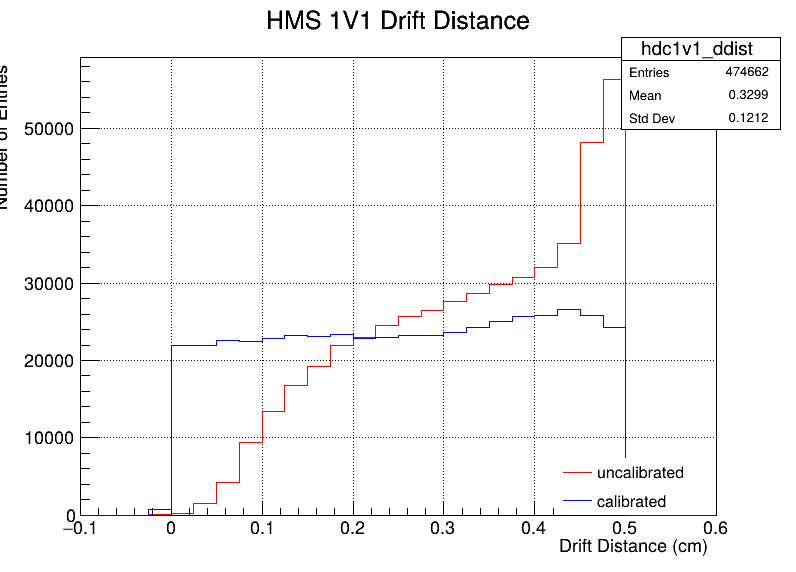 HMS 1V1 Drift Distance
hdc1v1_ddist
Entries 474662
Mean 0.3299
Std Dev 0.1212
Number of Entries
50000
40000
30000
20000
10000
0
−0.1 0 0.1 0.2 0.3 0.4 0.5 0.6
Drift Distance (cm)
uncalibrated
calibrated